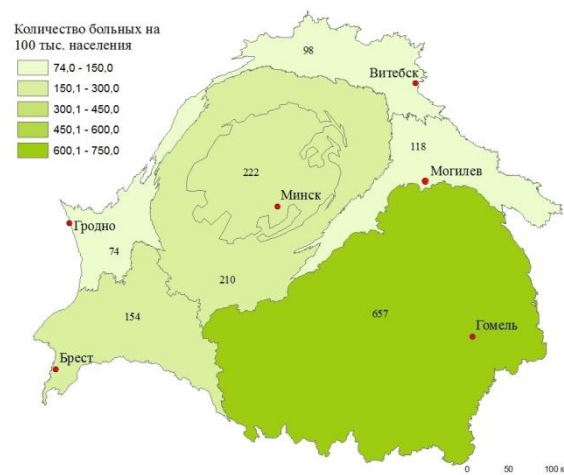 Количество больных на
100 тыс. населения
74,0 - 150,0
150,1 - 300,0
300,1 - 450,0
450,1 - 600,0
600,1 - 750,0
98
Витебск
118
Могилев
222
Минск
Гродно
74
210
154
657
Гомель
Брест
0 50 100 к